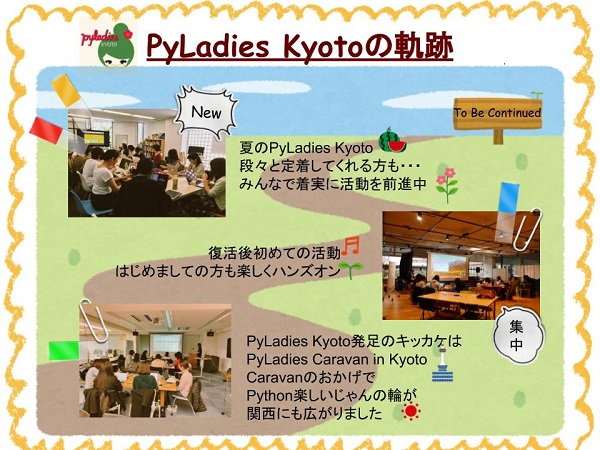 pyladies
KYOTO
PyLadies Kyotoの軌跡
New
To Be Continued
夏のPyLadies Kyoto
段々と定着してくれる方も・・・
みんなで着実に活動を前進中
復活後初めての活動
はじめましての方も楽しくハンズオン
PyLadies Kyoto発足のキッカケは
PyLadies Caravan in Kyoto
Caravanのおかげで
Python楽しいじゃんの輪が
関西にも広がりました
集
中